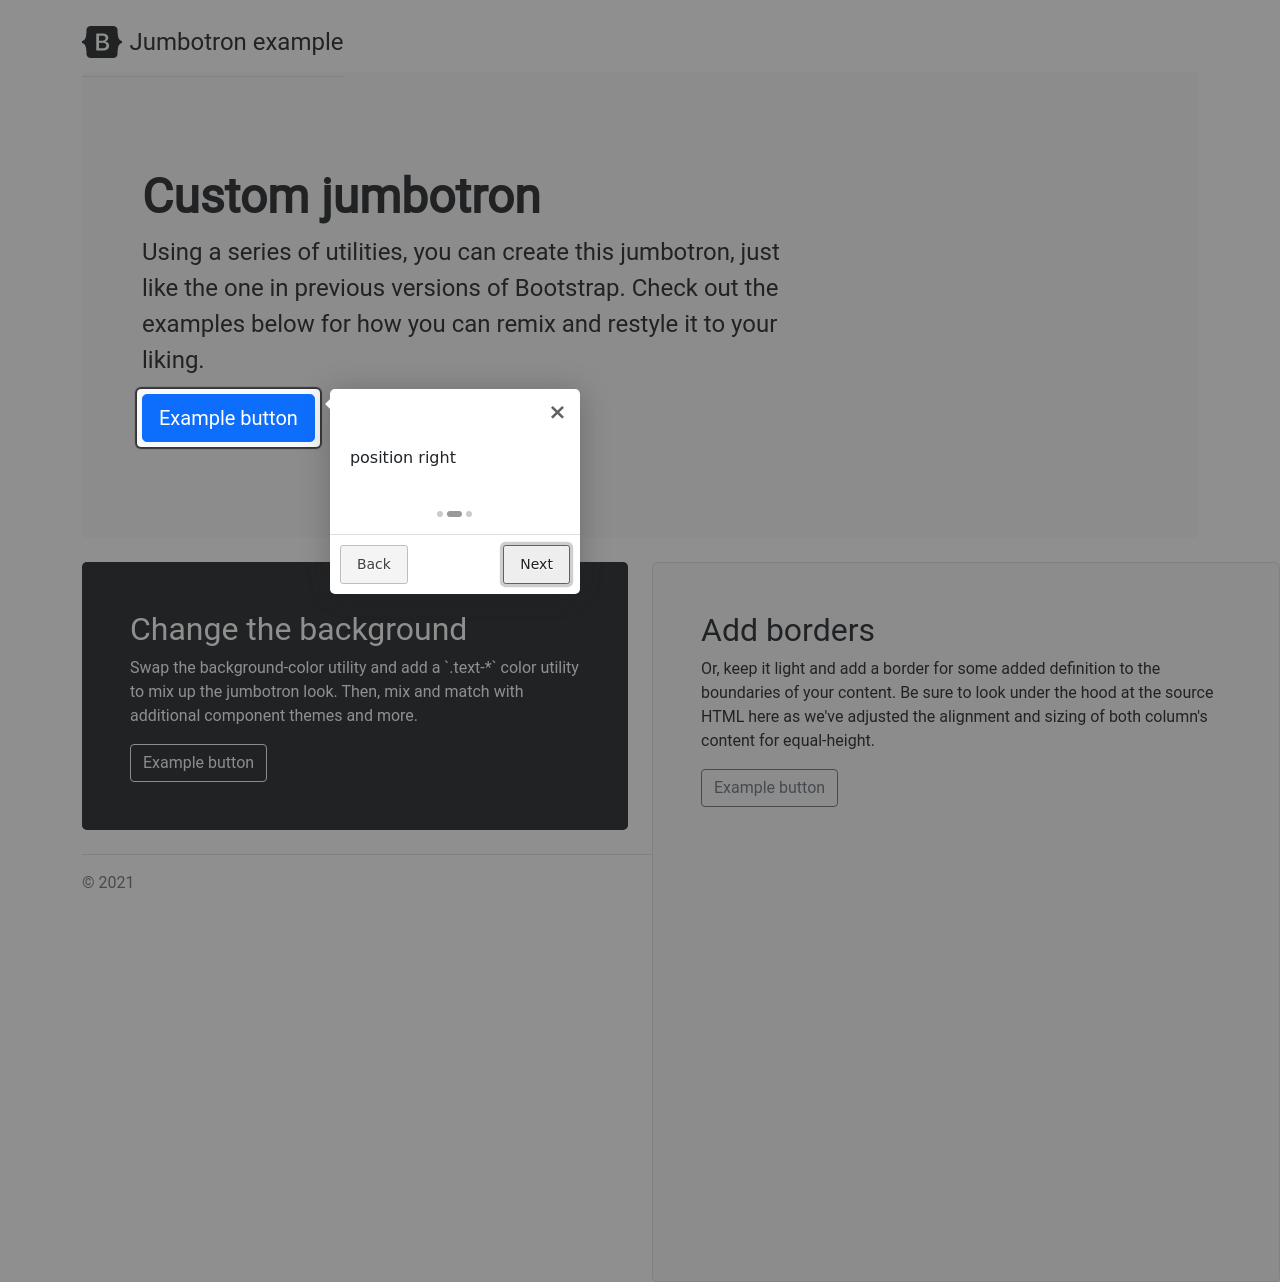 B Jumbotron example
Custom jumbotron
Using a series of utilities, you can create this jumbotron, just
like the one in previous versions of Bootstrap. Check out the
examples below for how you can remix and restyle it to your
liking.
Example button
×
position right
Back
Next
Change the background
Swap the background-color utility and add a `.text-*` color utility
to mix up the jumbotron look. Then, mix and match with
additional component themes and more.
Example button
Add borders
Or, keep it light and add a border for some added definition to the
boundaries of your content. Be sure to look under the hood at the source
HTML here as we've adjusted the alignment and sizing of both column's
content for equal-height.
Example button
© 2021